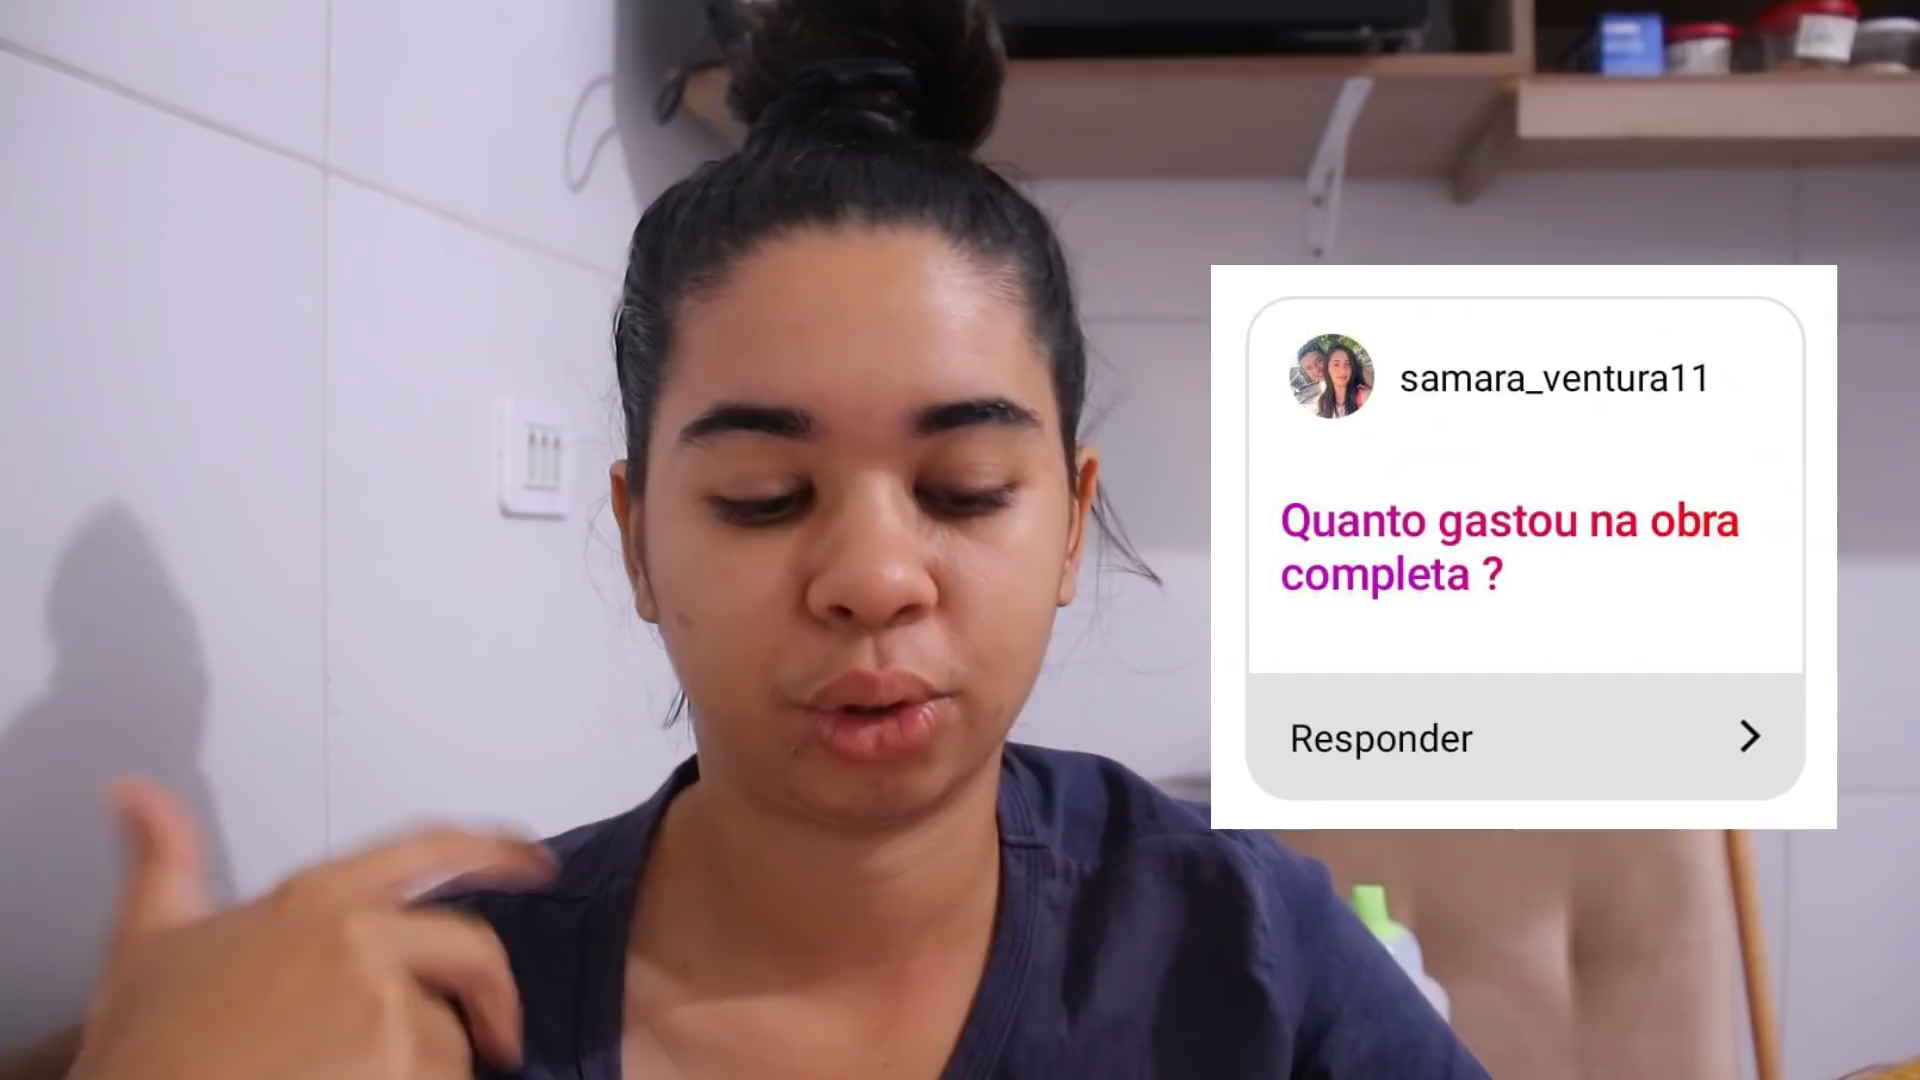 samara_ventura11
Quanto gastou na obra
completa ?
Responder